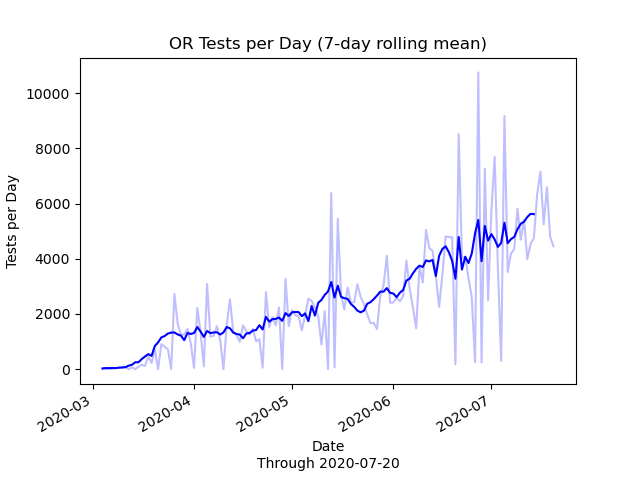 OR Tests per Day (7-day rolling mean)
Tests per Day
10000
8000
6000
4000
2000
0
2020-03
2020-04
2020-05
2020-06
2020-07
Date
Through 2020-07-20